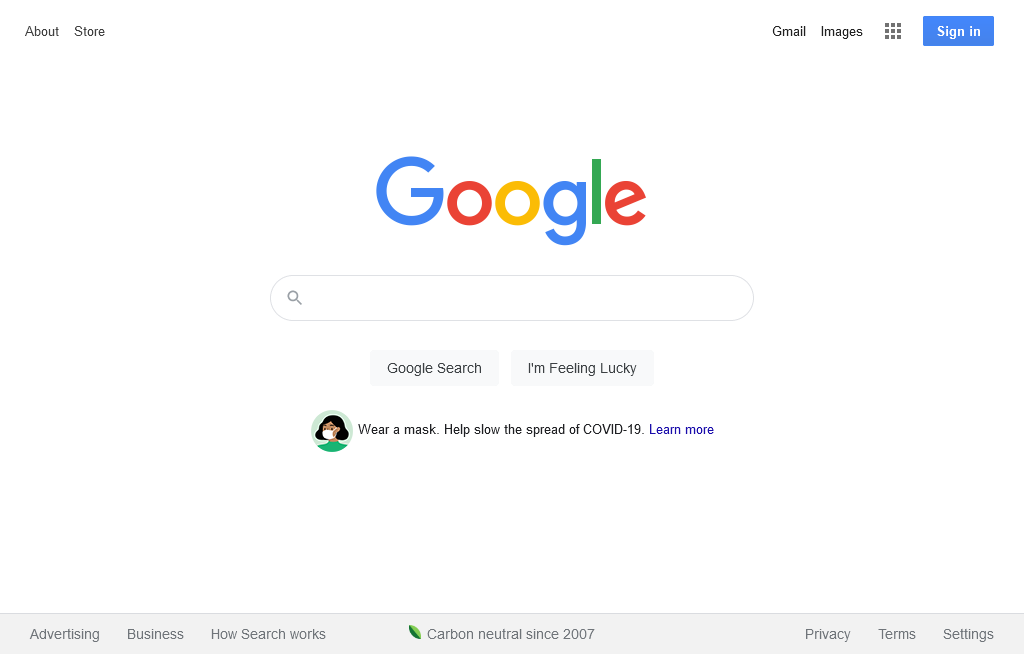 About Store Gmail Images Sign in
Google
Google Search I'm Feeling Lucky
Wear a mask. Help slow the spread of COVID-19. Learn more
Advertising Business How Search works Carbon neutral since 2007 Privacy Terms Settings